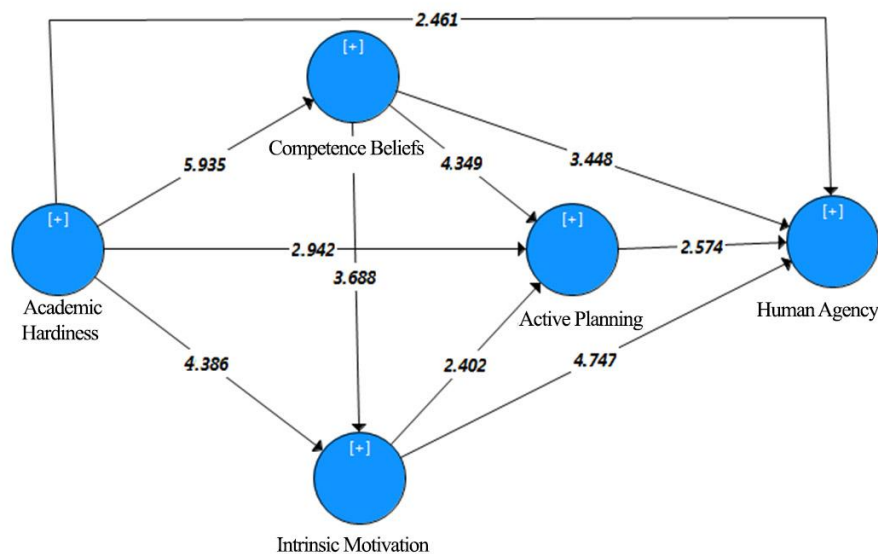 2.461
[+]
Competence Beliefs
5.935
4.349
3.448
[+]
Academic
Hardiness
2.942
3.688
[+]
Active Planning
2.574
[+]
Human Agency
4.386
2.402
4.747
[+]
Intrinsic Motivation